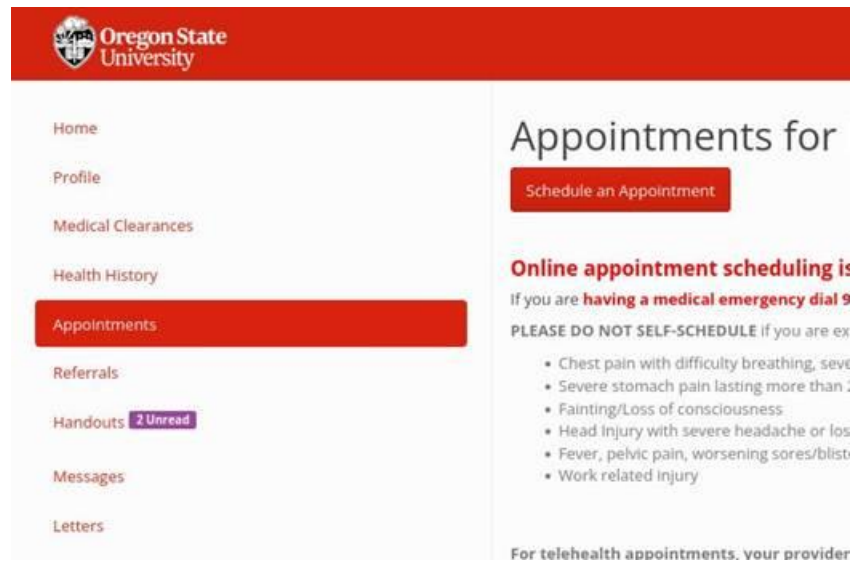 Oregon State
University
Home
Profile
Medical Clearances
Health History
Appointments
Referrals
Handouts 2 Unread
Messages
Letters
Appointments for
Schedule an Appointment
Online appointment scheduling is
If you are having a medical emergency dial 9
PLEASE DO NOT SELF-SCHEDULE if you are ex
• Chest pain with difficulty breathing, seve
• Severe stomach pain lasting more than 2
• Fainting/Loss of consciousness
• Head Injury with severe headache or los
• Fever, pelvic pain, worsening sores/bliste
• Work related injury
For telehealth appointments, your provider